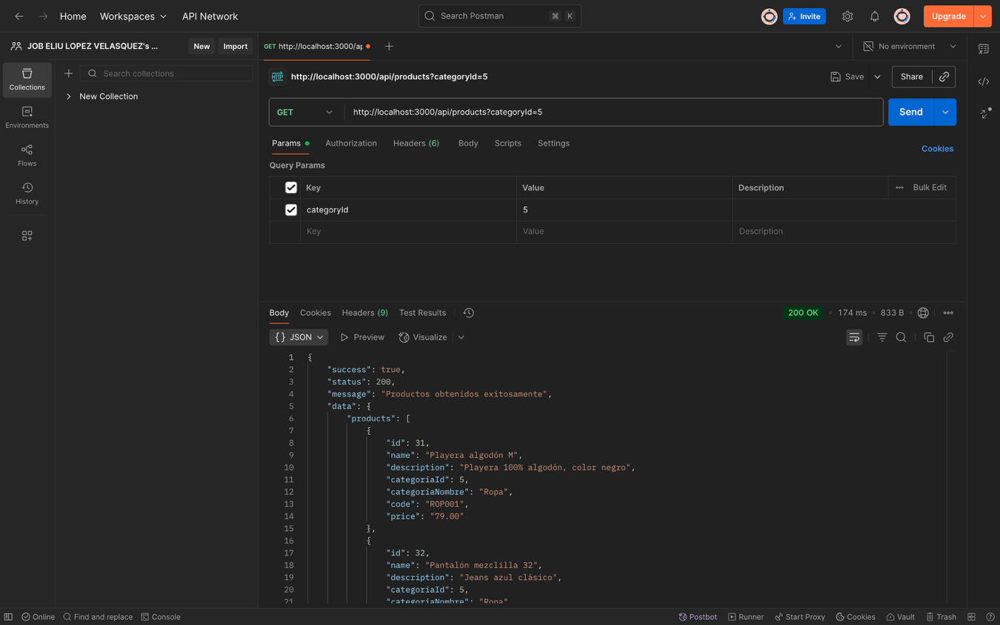 Home Workspaces API Network Search Postman ⌘ K Invite Upgrade
JOB ELIU LOPEZ VELASQUEZ's ... New Import GET http://localhost:3000/ap No environment
Collections
Search collections
New Collection
Environments
Flows
History
HTTP http://localhost:3000/api/products?categoryId=5 Save Share
GET http://localhost:3000/api/products?categoryId=5 Send
Params Authorization Headers (6) Body Scripts Settings Cookies
Query Params
Key Value Description Bulk Edit
categoryId 5
Key Value Description
Body Cookies Headers (9) Test Results 200 OK 174 ms 833 B
{ } JSON Preview Visualize
1 {
2 "success": true,
3 "status": 200,
4 "message": "Productos obtenidos exitosamente",
5 "data": {
6 "products": [
7 {
8 "id": 31,
9 "name": "Playera algodón M",
10 "description": "Playera 100% algodón, color negro",
11 "categoriaId": 5,
12 "categoriaNombre": "Ropa",
13 "code": "ROP001",
14 "price": "79.00"
15 },
16 {
17 "id": 32,
18 "name": "Pantalón mezclilla 32",
19 "description": "Jeans azul clásico",
20 "categoriaId": 5,
21 "categoriaNombre": "Ropa"
Online Find and replace Console Postbot Runner Start Proxy Cookies Vault Trash